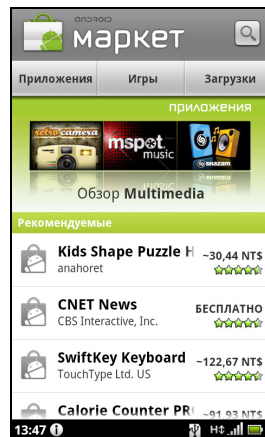 ANDROID
маркет
Приложения Игры Загрузки
приложения
retro camera mspot music SHAZAM
Обзор Multimedia
Рекомендуемые
Kids Shape Puzzle H ~30,44 NT$
anahoret
CNET News БЕСПЛАТНО
CBS Interactive, Inc.
SwiftKey Keyboard ~122,67 NT$
TouchType Ltd. US
Calorie Counter PR ~91,93 NT$
13:47 H